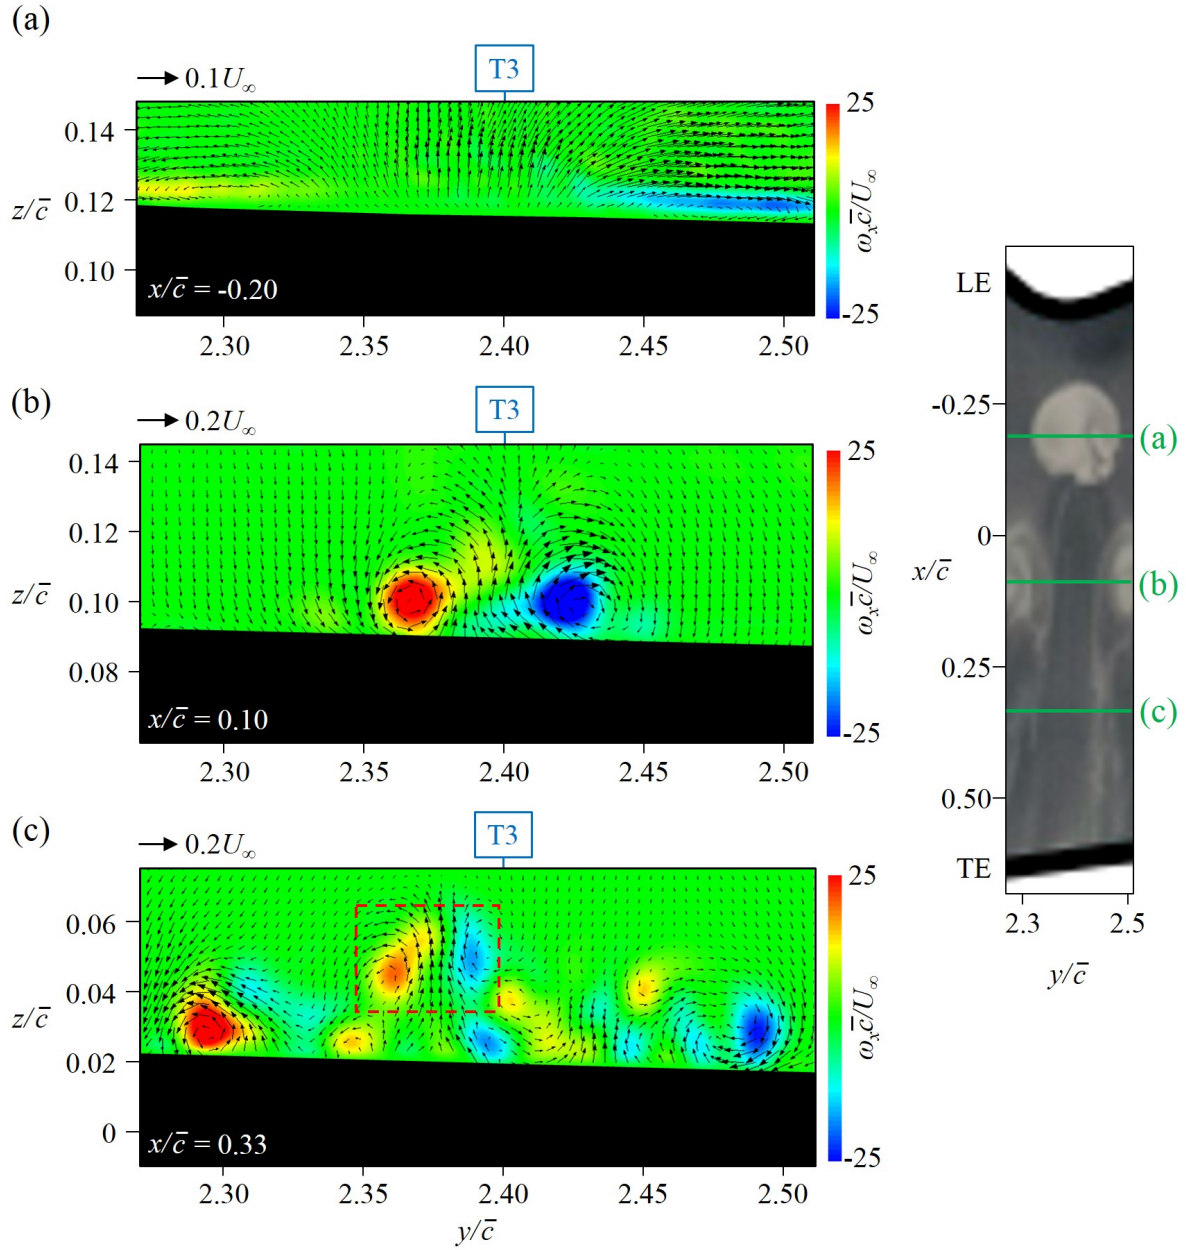 (a)
0.1U∞
T3
0.14
0.12
0.10
z/c̄
x/c̄ = -0.20
25
-25
ωₓc̄/U∞
2.30 2.35 2.40 2.45 2.50
(b)
0.2U∞
T3
0.14
0.12
0.10
0.08
z/c̄
x/c̄ = 0.10
25
-25
ωₓc̄/U∞
2.30 2.35 2.40 2.45 2.50
(c)
0.2U∞
T3
0.06
0.04
0.02
0
z/c̄
x/c̄ = 0.33
25
-25
ωₓc̄/U∞
2.30 2.35 2.40 2.45 2.50
y/c̄
LE
-0.25
(a)
0
x/c̄
(b)
0.25
(c)
0.50
TE
2.3 2.5
y/c̄